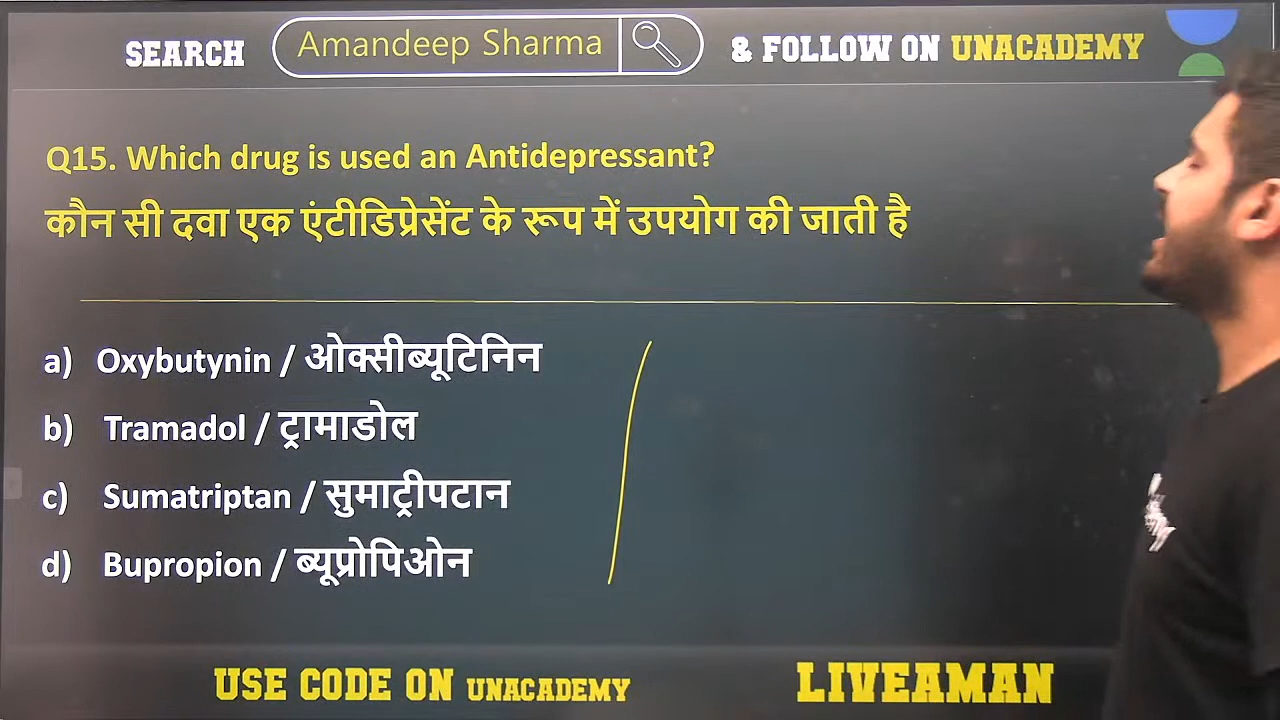 SEARCH Amandeep Sharma & FOLLOW ON UNACADEMY
Q15. Which drug is used an Antidepressant?
कौन सी दवा एक एंटीडिप्रेसेंट के रूप में उपयोग की जाती है
a) Oxybutynin / ओक्सीब्यूटिनिन
b) Tramadol / ट्रामाडोल
c) Sumatriptan / सुमाट्रीपटान
d) Bupropion / ब्यूप्रोपिओन
USE CODE ON UNACADEMY LIVEAMAN